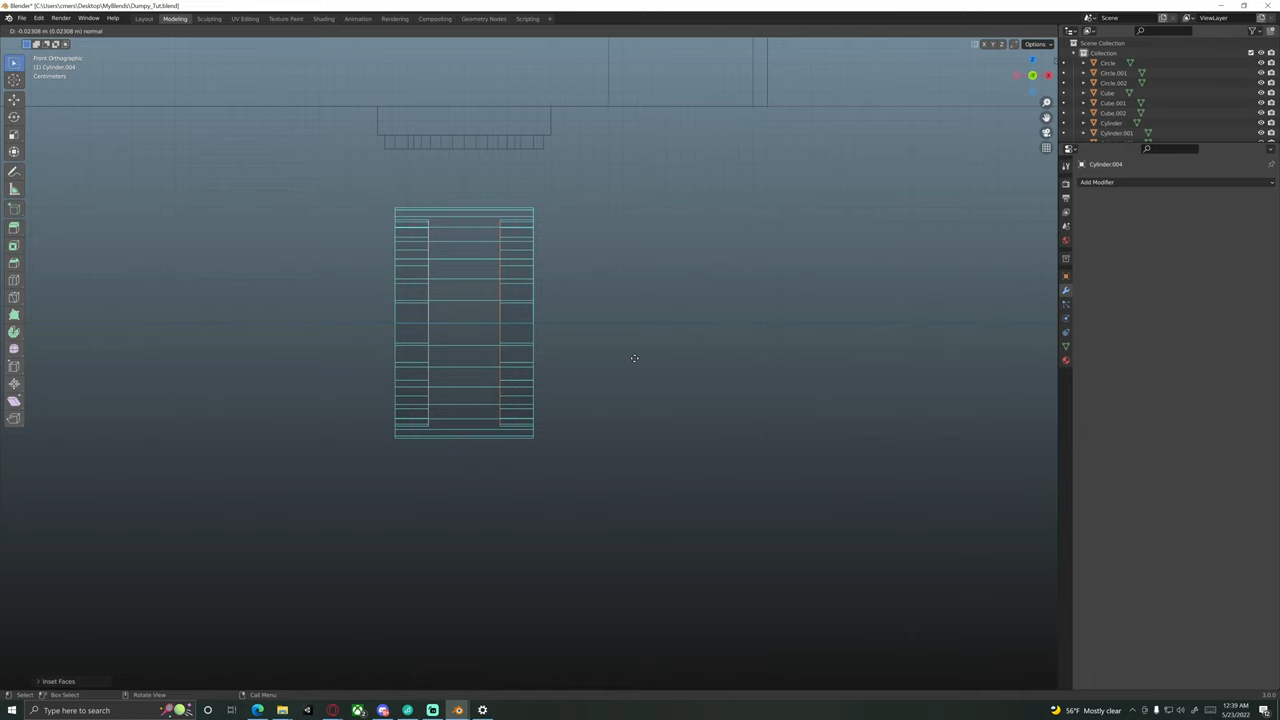 Blender* [C:\Users\cmers\Desktop\MyBlends\Dumpy_Tut.blend]
File Edit Render Window Help Layout Modeling Sculpting UV Editing Texture Paint Shading Animation Rendering Compositing Geometry Nodes Scripting + Scene ViewLayer
D: -0.02308 m (0.02308 m) normal
Options
Front Orthographic
(1) Cylinder.004
Centimeters
Z
X Y Z
Scene Collection
Collection
Circle
Circle.001
Circle.002
Cube
Cube.001
Cube.002
Cylinder
Cylinder.001
Cylinder.004
Add Modifier
Inset Faces
Select Box Select Rotate View Call Menu 3.0.0
Type here to search
56°F Mostly clear
12:39 AM
5/23/2022